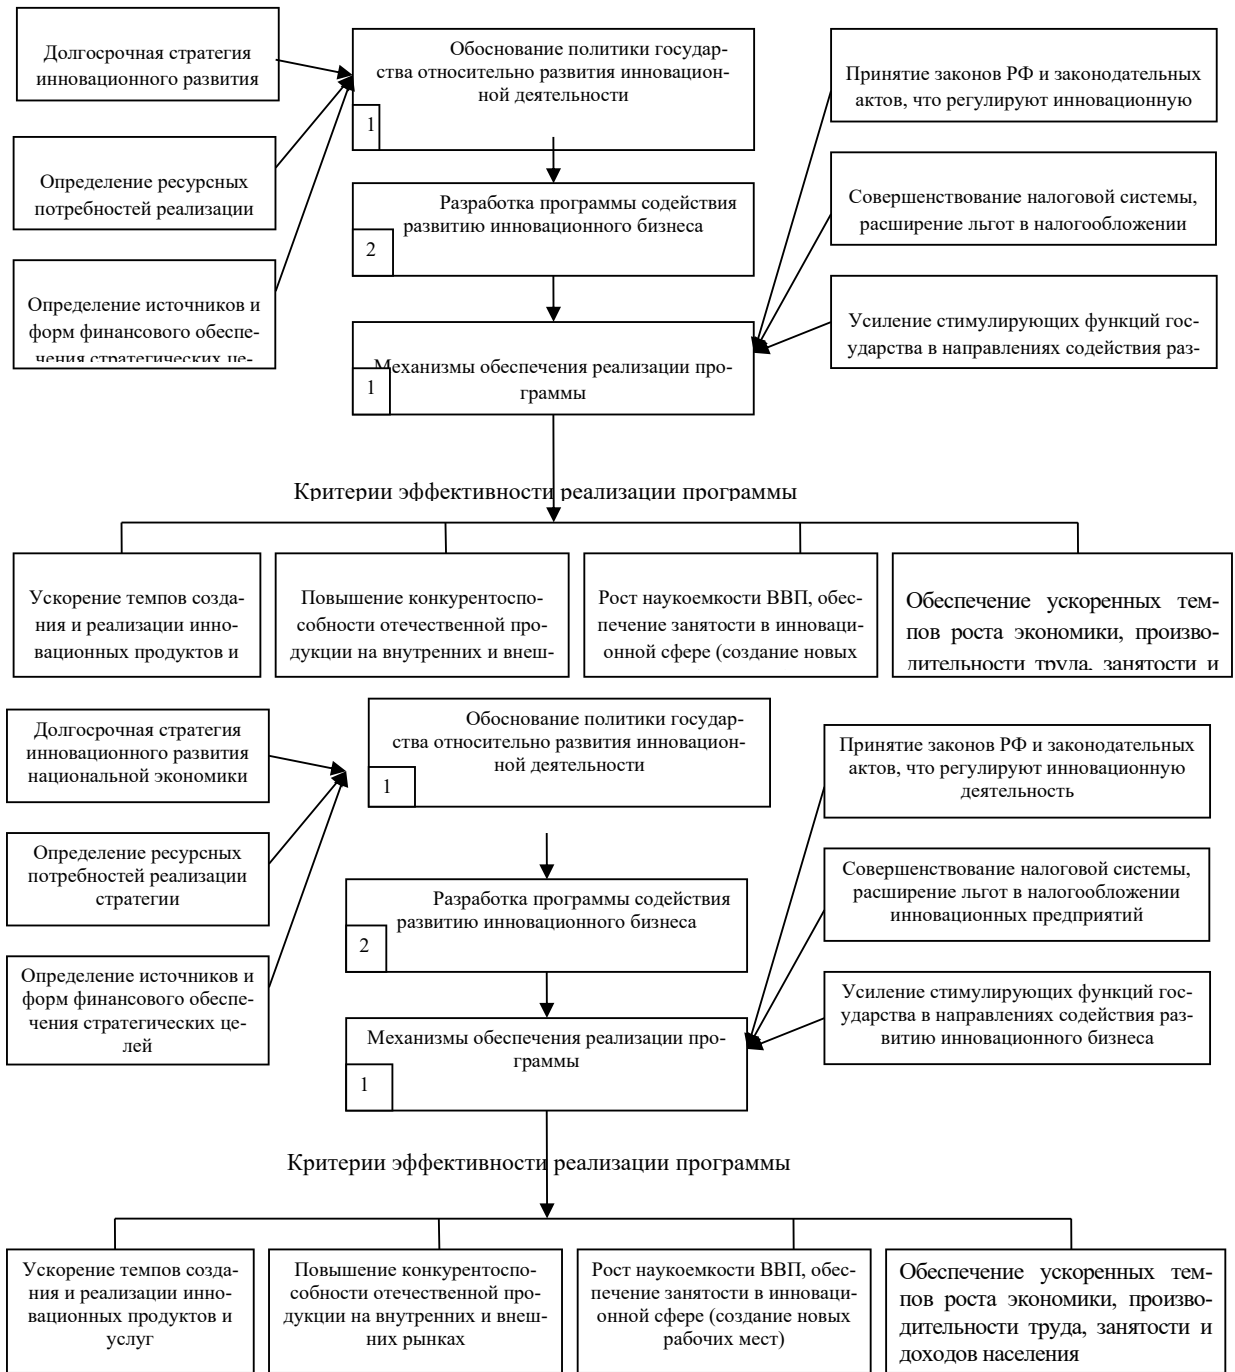 Долгосрочная стратегия
инновационного развития
Обоснование политики государ-
ства относительно развития инновацион-
ной деятельности
1
Принятие законов РФ и законодательных
актов, что регулируют инновационную
Определение ресурсных
потребностей реализации
Разработка программы содействия
развитию инновационного бизнеса
2
Совершенствование налоговой системы,
расширение льгот в налогообложении
Определение источников и
форм финансового обеспе-
чения стратегических це-
Механизмы обеспечения реализации про-
граммы
1
Усиление стимулирующих функций гос-
ударства в направлениях содействия раз-
Критерии эффективности реализации программы
Ускорение темпов созда-
ния и реализации инно-
вационных продуктов и
Повышение конкурентоспо-
собности отечественной про-
дукции на внутренних и внеш-
Рост наукоемкости ВВП, обес-
печение занятости в инноваци-
онной сфере (создание новых
Обеспечение ускоренных тем-
пов роста экономики, произво-
дительности труда, занятости и
Долгосрочная стратегия
инновационного развития
национальной экономики
Обоснование политики государ-
ства относительно развития инновацион-
ной деятельности
1
Принятие законов РФ и законодательных
актов, что регулируют инновационную
деятельность
Определение ресурсных
потребностей реализации
стратегии
Разработка программы содействия
развитию инновационного бизнеса
2
Совершенствование налоговой системы,
расширение льгот в налогообложении
инновационных предприятий
Определение источников и
форм финансового обеспе-
чения стратегических це-
лей
Механизмы обеспечения реализации про-
граммы
1
Усиление стимулирующих функций гос-
ударства в направлениях содействия раз-
витию инновационного бизнеса
Критерии эффективности реализации программы
Ускорение темпов созда-
ния и реализации инно-
вационных продуктов и
услуг
Повышение конкурентоспо-
собности отечественной про-
дукции на внутренних и внеш-
них рынках
Рост наукоемкости ВВП, обес-
печение занятости в инноваци-
онной сфере (создание новых
рабочих мест)
Обеспечение ускоренных тем-
пов роста экономики, произво-
дительности труда, занятости и
доходов населения